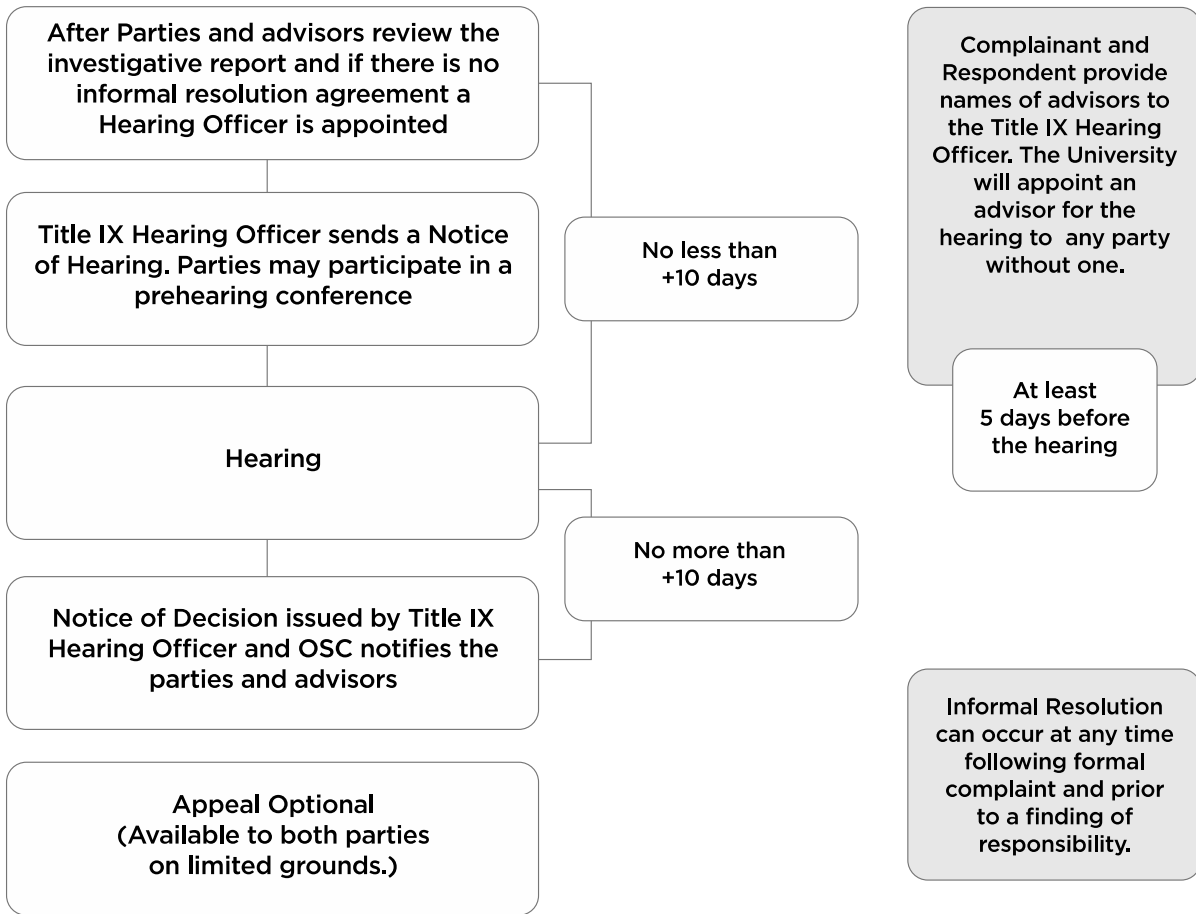 After Parties and advisors review the
investigative report and if there is no
informal resolution agreement a
Hearing Officer is appointed
Title IX Hearing Officer sends a Notice
of Hearing. Parties may participate in a
prehearing conference
No less than
+10 days
Hearing
No more than
+10 days
Notice of Decision issued by Title IX
Hearing Officer and OSC notifies the
parties and advisors
Appeal Optional
(Available to both parties
on limited grounds.)
Complainant and
Respondent provide
names of advisors to
the Title IX Hearing
Officer. The University
will appoint an
advisor for the
hearing to any party
without one.
At least
5 days before
the hearing
Informal Resolution
can occur at any time
following formal
complaint and prior
to a finding of
responsibility.